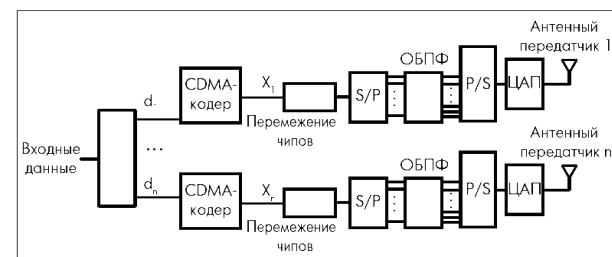 Антенный
передатчик 1
ОБПФ
CDMA-
кодер
X₁
d.
S/P
P/S
ЦАП
Перемежение
чипов
Входные
данные
...
Антенный
передатчик n
ОБПФ
dₙ
CDMA-
кодер
Xᵣ
S/P
P/S
ЦАП
Перемежение
чипов